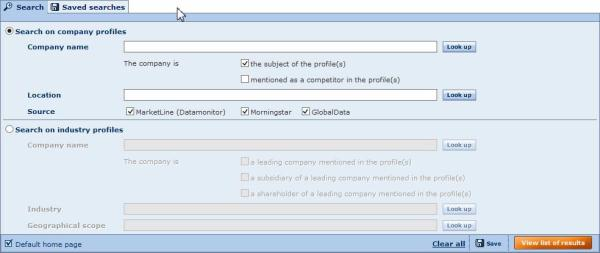 Search Saved searches
Search on company profiles
Company name Look up
The company is the subject of the profile(s)
mentioned as a competitor in the profile(s)
Location Look up
Source MarketLine (Datamonitor) Morningstar GlobalData
Search on industry profiles
Company name Look up
The company is a leading company mentioned in the profile(s)
a subsidiary of a leading company mentioned in the profile(s)
a shareholder of a leading company mentioned in the profile(s)
Industry Look up
Geographical scope Look up
Default home page Clear all Save View list of results